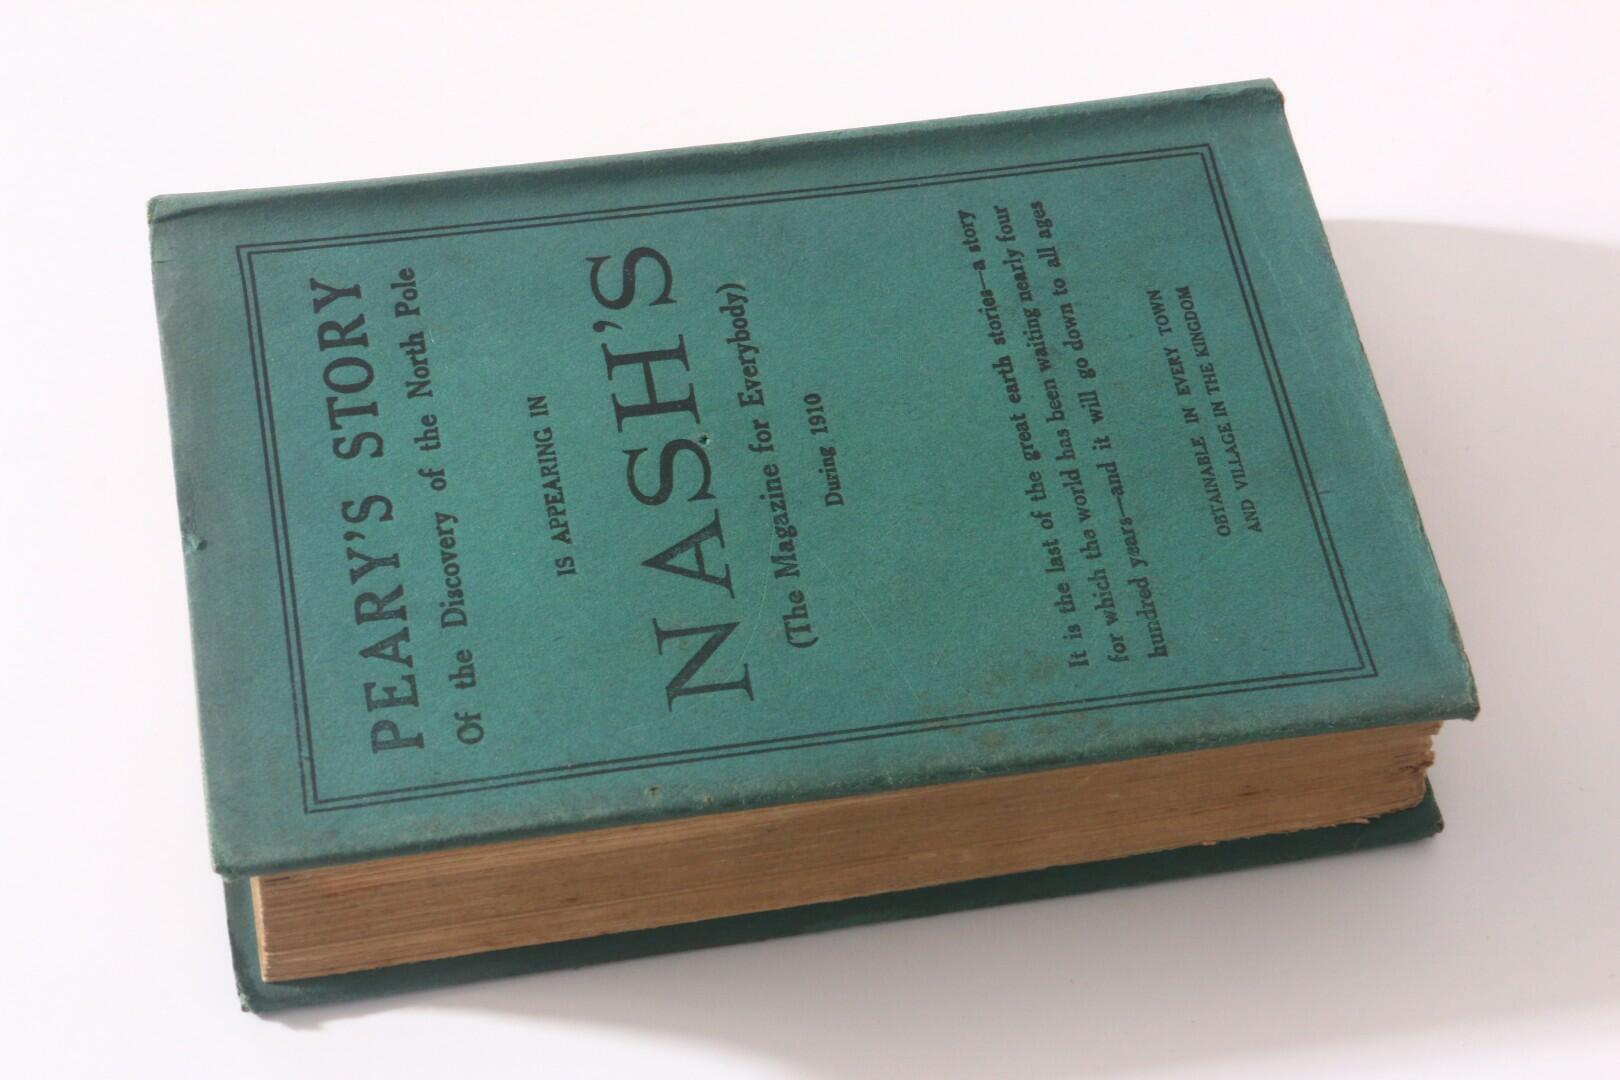 PEARY'S STORY
Of the Discovery of the North Pole
IS APPEARING IN
NASH'S
(The Magazine for Everybody)
During 1910
It is the last of the great earth stories—a story
for which the world has been waiting nearly four
hundred years—and it will go down to all ages
OBTAINABLE IN EVERY TOWN
AND VILLAGE IN THE KINGDOM